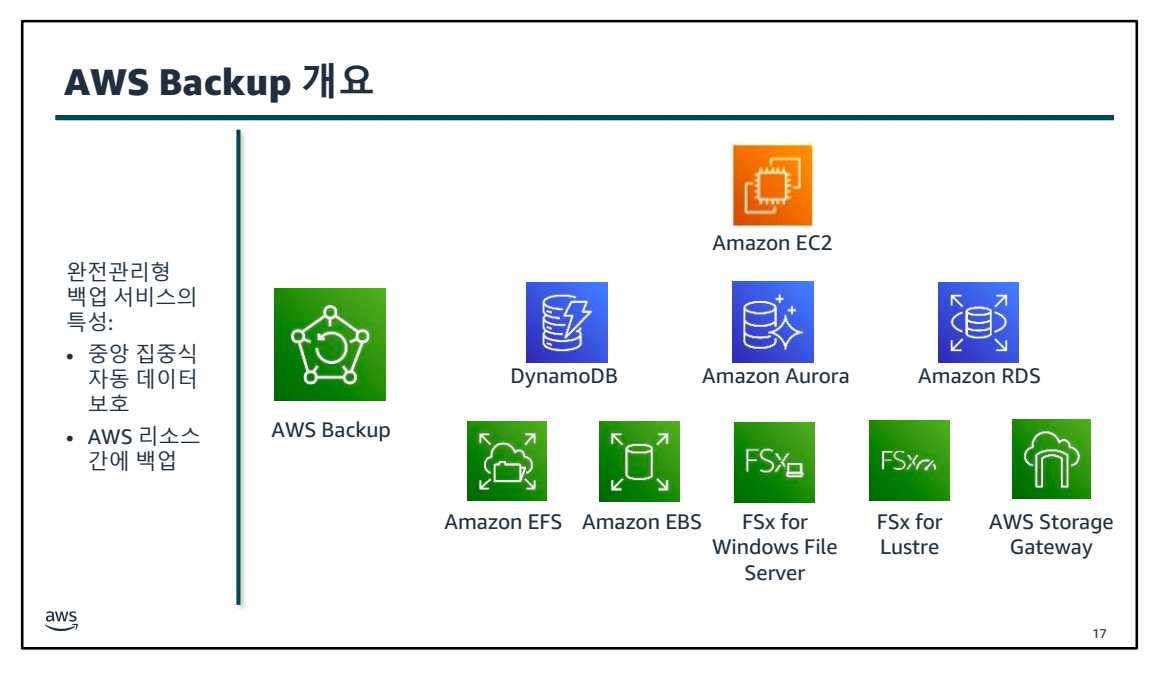 AWS Backup 개요
완전관리형
백업 서비스의
특성:
• 중앙 집중식
자동 데이터
보호
• AWS 리소스
간에 백업
AWS Backup
Amazon EC2
DynamoDB
Amazon Aurora
Amazon RDS
Amazon EFS
Amazon EBS
FSx
FSx for
Windows File
Server
FSx
FSx for
Lustre
AWS Storage
Gateway
aws
17